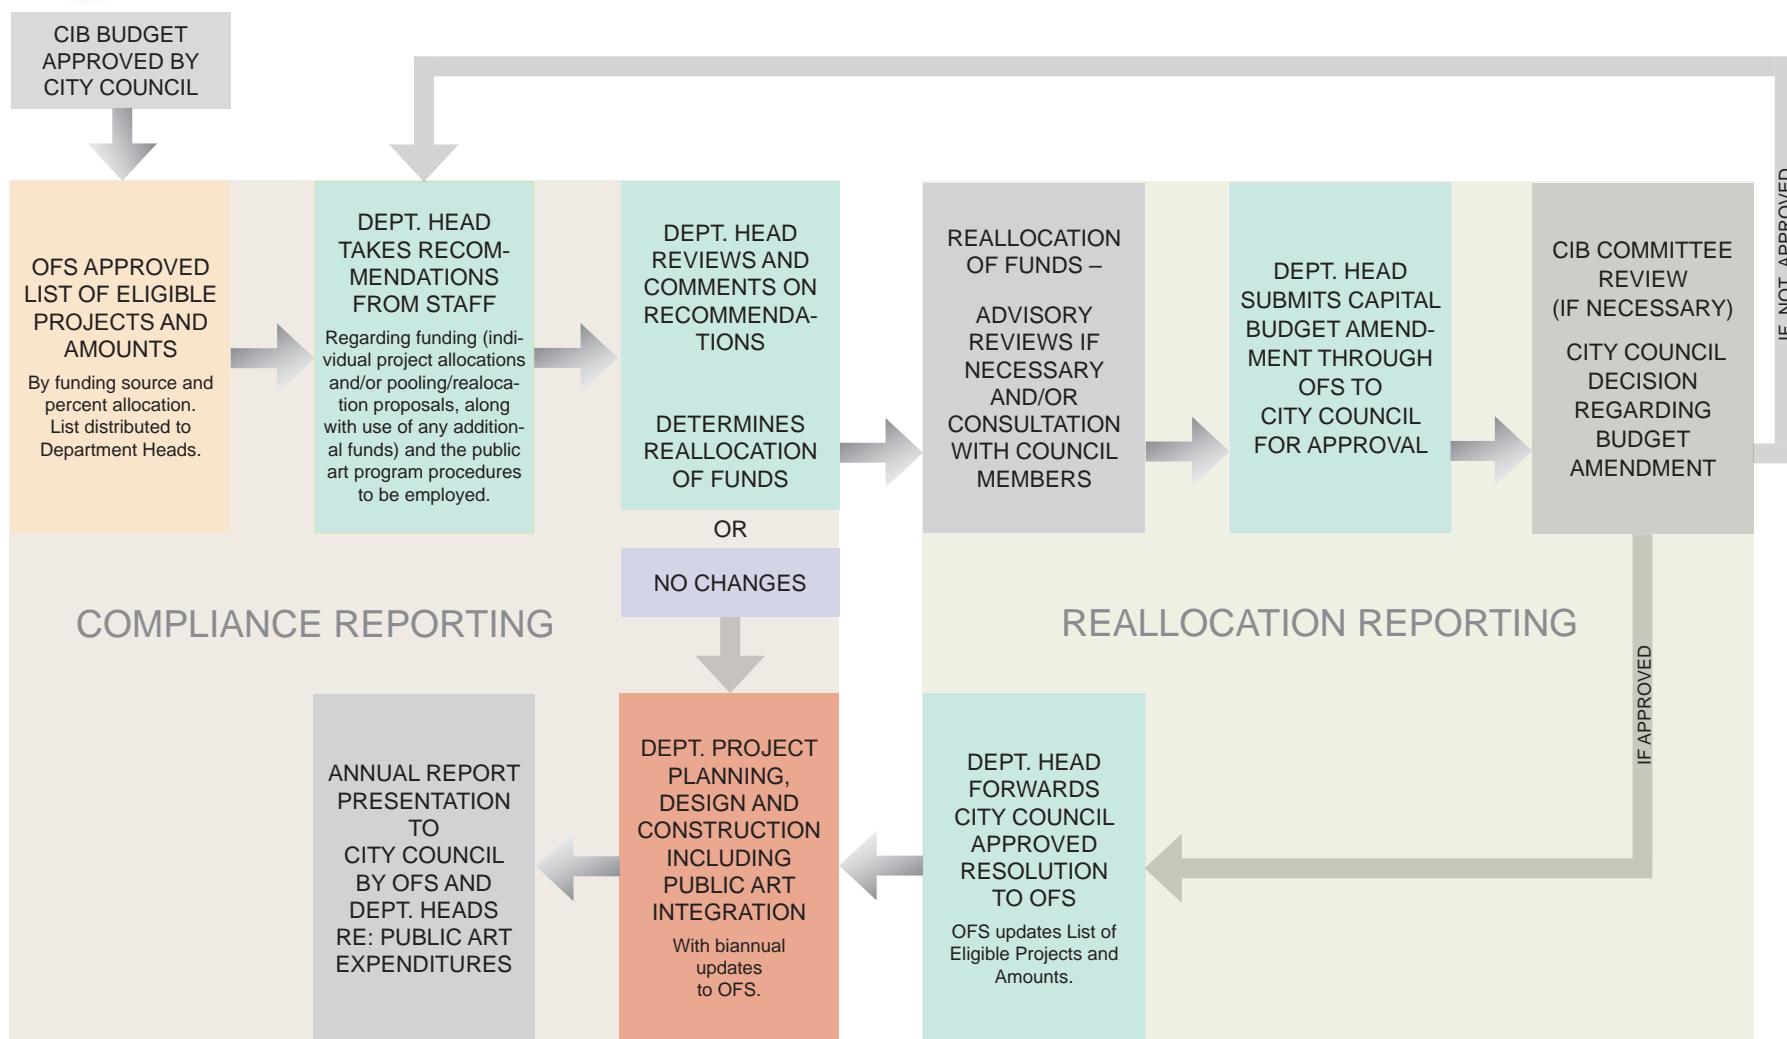 CIB BUDGET
APPROVED BY
CITY COUNCIL
OFS APPROVED
LIST OF ELIGIBLE
PROJECTS AND
AMOUNTS
By funding source and
percent allocation.
List distributed to
Department Heads.
DEPT. HEAD
TAKES RECOM-
MENDATIONS
FROM STAFF
Regarding funding (indi-
vidual project allocations
and/or pooling/realoca-
tion proposals, along
with use of any addition-
al funds) and the public
art program procedures
to be employed.
DEPT. HEAD
REVIEWS AND
COMMENTS ON
RECOMMENDA-
TIONS
DETERMINES
REALLOCATION
OF FUNDS
OR
NO CHANGES
REALLOCATION
OF FUNDS –
ADVISORY
REVIEWS IF
NECESSARY
AND/OR
CONSULTATION
WITH COUNCIL
MEMBERS
DEPT. HEAD
SUBMITS CAPITAL
BUDGET AMEND-
MENT THROUGH
OFS TO
CITY COUNCIL
FOR APPROVAL
CIB COMMITTEE
REVIEW
(IF NECESSARY)
CITY COUNCIL
DECISION
REGARDING
BUDGET
AMENDMENT
IF NOT APPROVED
COMPLIANCE REPORTING
REALLOCATION REPORTING
IF APPROVED
ANNUAL REPORT
PRESENTATION
TO
CITY COUNCIL
BY OFS AND
DEPT. HEADS
RE: PUBLIC ART
EXPENDITURES
DEPT. PROJECT
PLANNING,
DESIGN AND
CONSTRUCTION
INCLUDING
PUBLIC ART
INTEGRATION
With biannual
updates
to OFS.
DEPT. HEAD
FORWARDS
CITY COUNCIL
APPROVED
RESOLUTION
TO OFS
OFS updates List of
Eligible Projects and
Amounts.